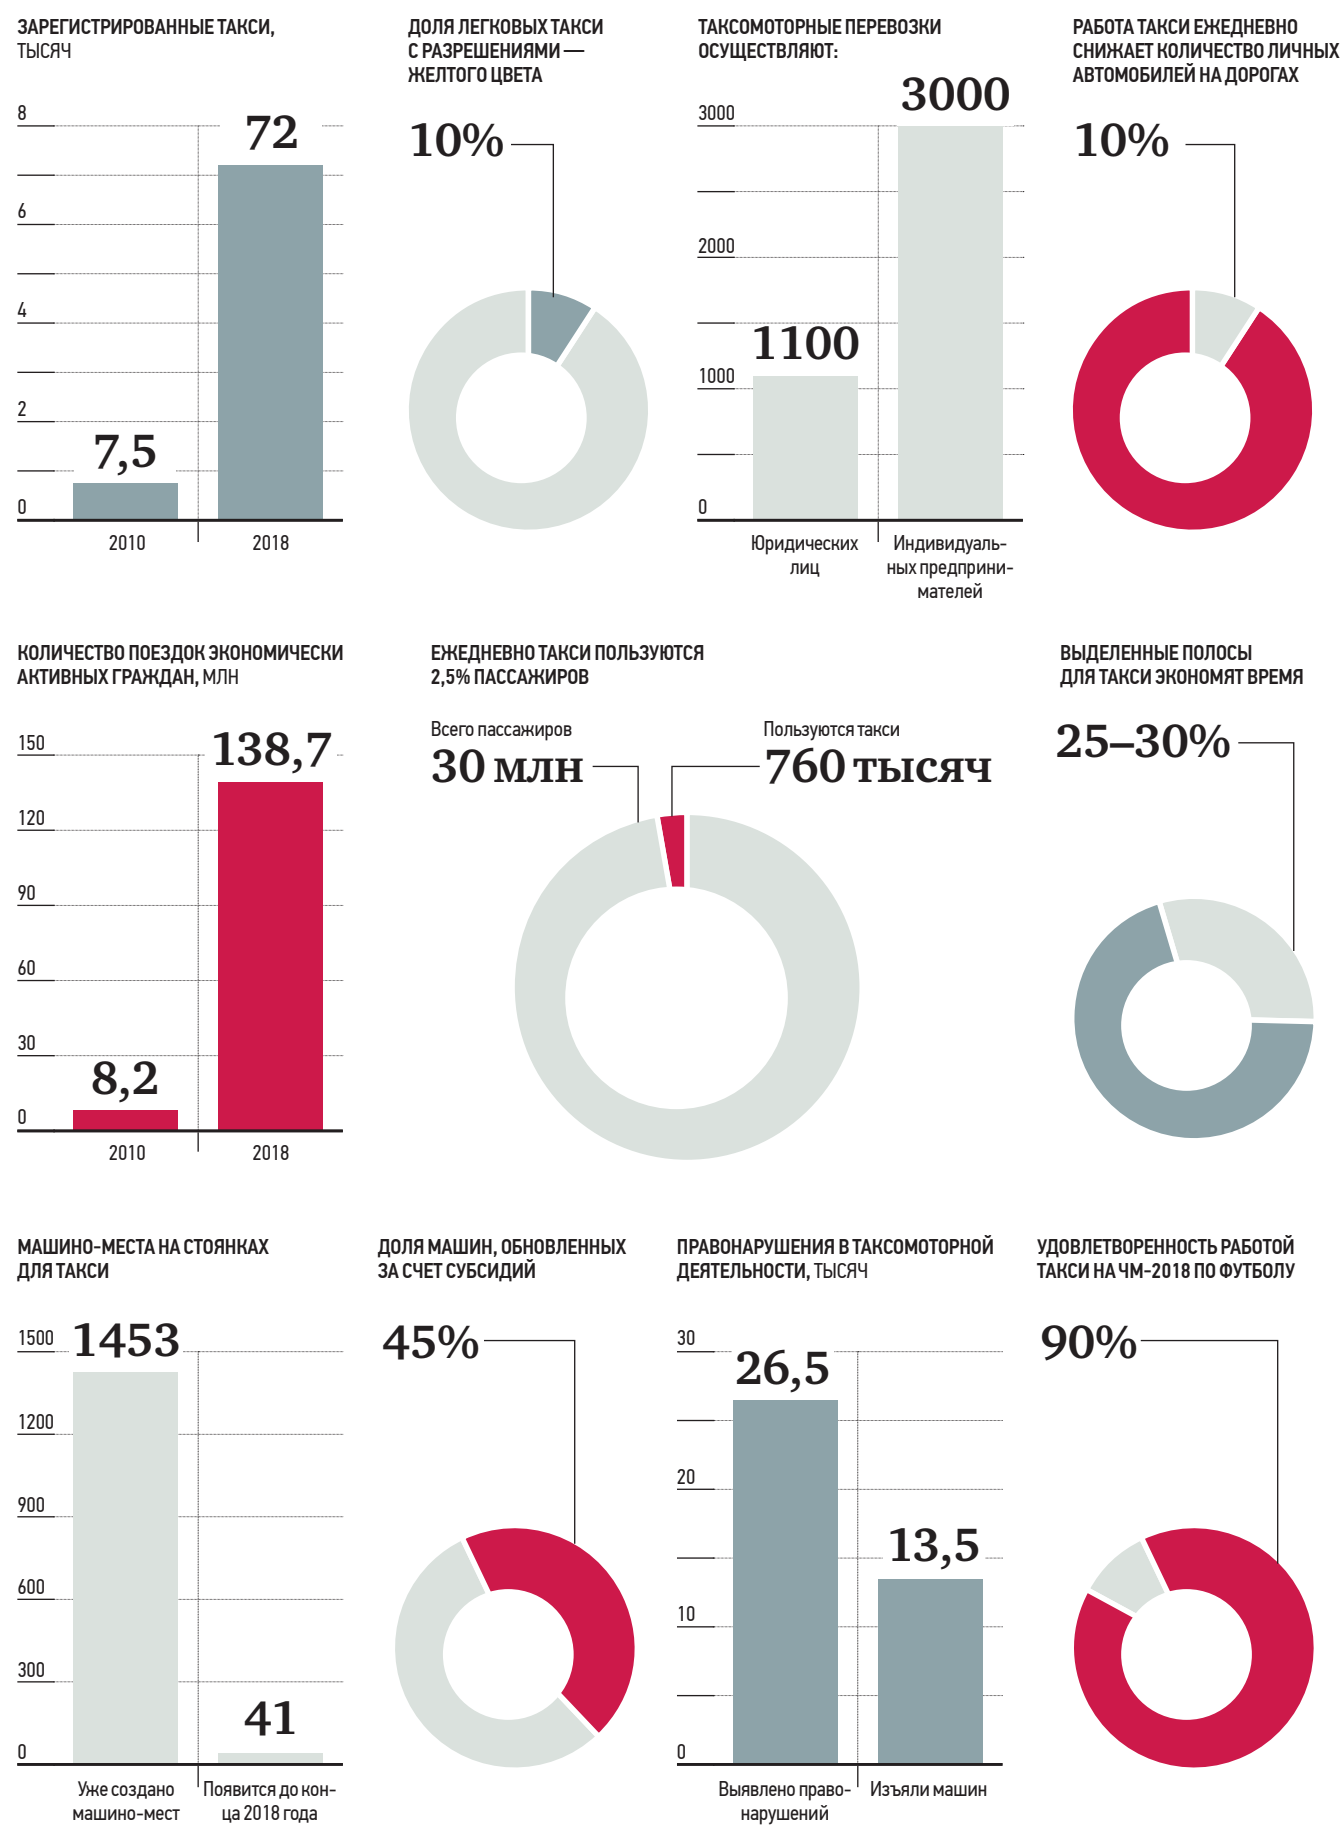 ЗАРЕГИСТРИРОВАННЫЕ ТАКСИ,
ТЫСЯЧ
8
6
4
2
0
72
7,5
2010
2018
ДОЛЯ ЛЕГКОВЫХ ТАКСИ
С РАЗРЕШЕНИЯМИ —
ЖЕЛТОГО ЦВЕТА
10%
ТАКСОМОТОРНЫЕ ПЕРЕВОЗКИ
ОСУЩЕСТВЛЯЮТ:
3000
2000
1000
0
3000
1100
Юридических
лиц
Индивидуаль-
ных предприни-
мателей
РАБОТА ТАКСИ ЕЖЕДНЕВНО
СНИЖАЕТ КОЛИЧЕСТВО ЛИЧНЫХ
АВТОМОБИЛЕЙ НА ДОРОГАХ
10%
КОЛИЧЕСТВО ПОЕЗДОК ЭКОНОМИЧЕСКИ
АКТИВНЫХ ГРАЖДАН, МЛН
150
120
90
60
30
0
138,7
8,2
2010
2018
ЕЖЕДНЕВНО ТАКСИ ПОЛЬЗУЮТСЯ
2,5% ПАССАЖИРОВ
Всего пассажиров
30 млн
Пользуются такси
760 тысяч
ВЫДЕЛЕННЫЕ ПОЛОСЫ
ДЛЯ ТАКСИ ЭКОНОМЯТ ВРЕМЯ
25–30%
МАШИНО-МЕСТА НА СТОЯНКАХ
ДЛЯ ТАКСИ
1500
1200
900
600
300
0
1453
41
Уже создано
машино-мест
Появится до кон-
ца 2018 года
ДОЛЯ МАШИН, ОБНОВЛЕННЫХ
ЗА СЧЕТ СУБСИДИЙ
45%
ПРАВОНАРУШЕНИЯ В ТАКСОМОТОРНОЙ
ДЕЯТЕЛЬНОСТИ, ТЫСЯЧ
30
20
10
0
26,5
13,5
Выявлено право-
нарушений
Изъяли машин
УДОВЛЕТВОРЕННОСТЬ РАБОТОЙ
ТАКСИ НА ЧМ-2018 ПО ФУТБОЛУ
90%